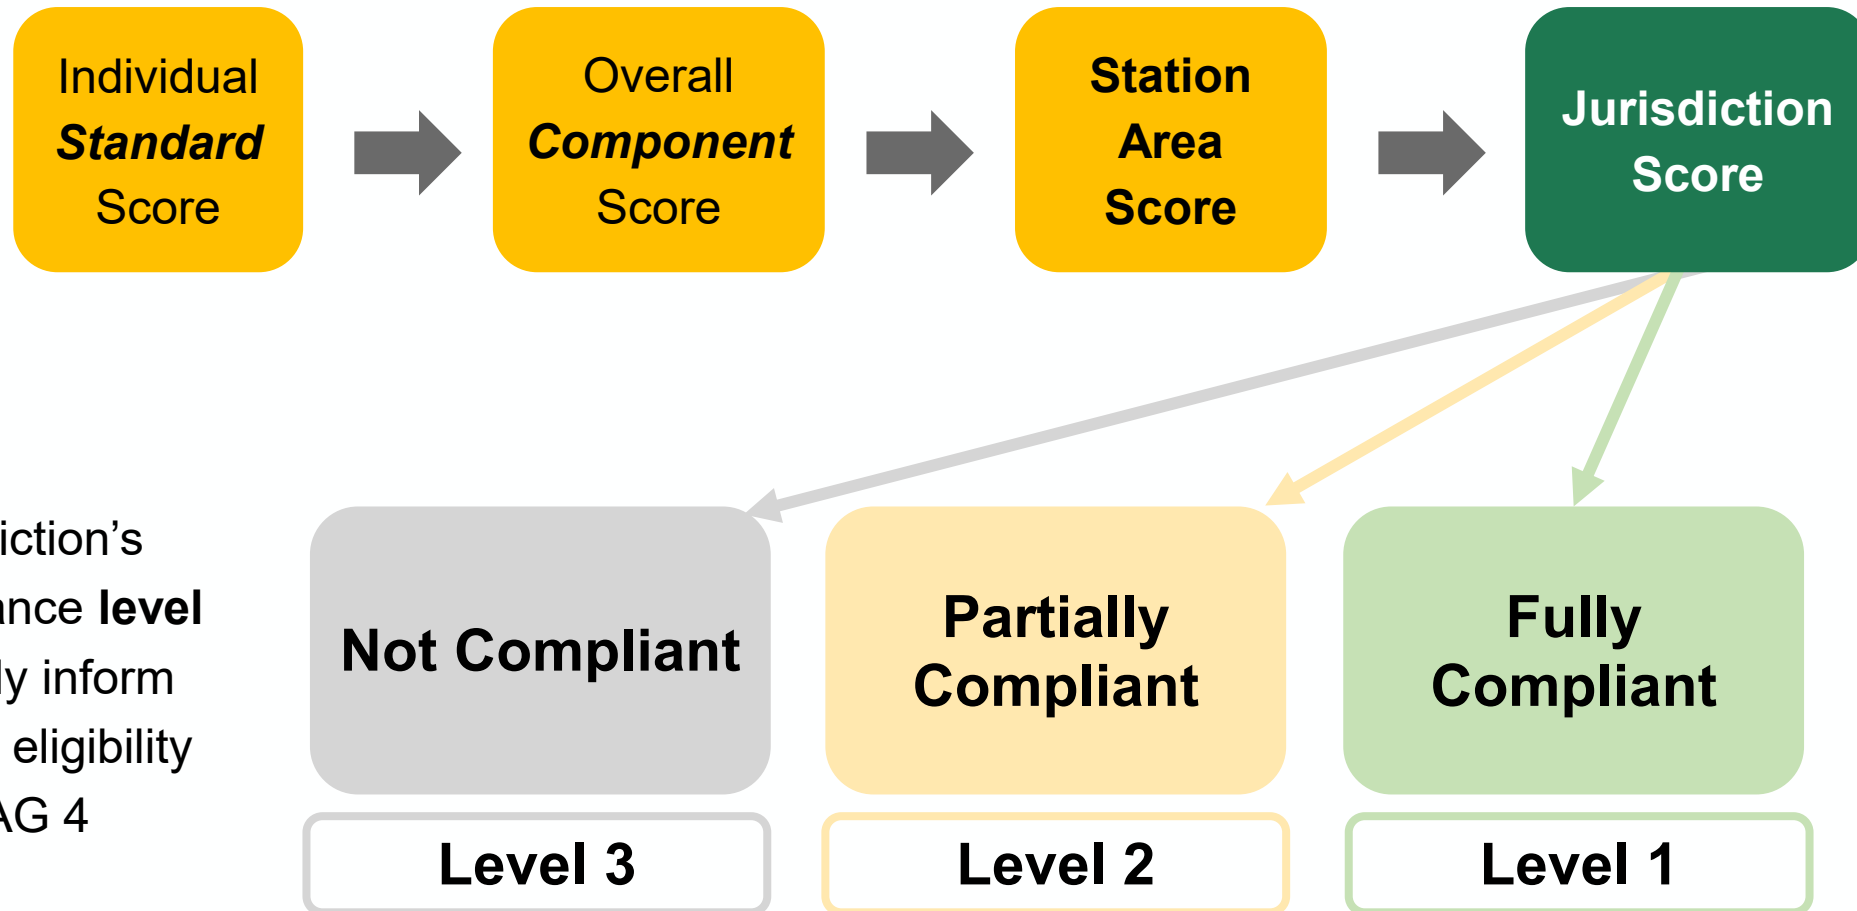 Individual
Standard
Score
Overall
Component
Score
Station
Area
Score
Jurisdiction
Score
iction's
ance level
ly inform
eligibility
AG 4
Not Compliant
Partially
Compliant
Fully
Compliant
Level 3
Level 2
Level 1